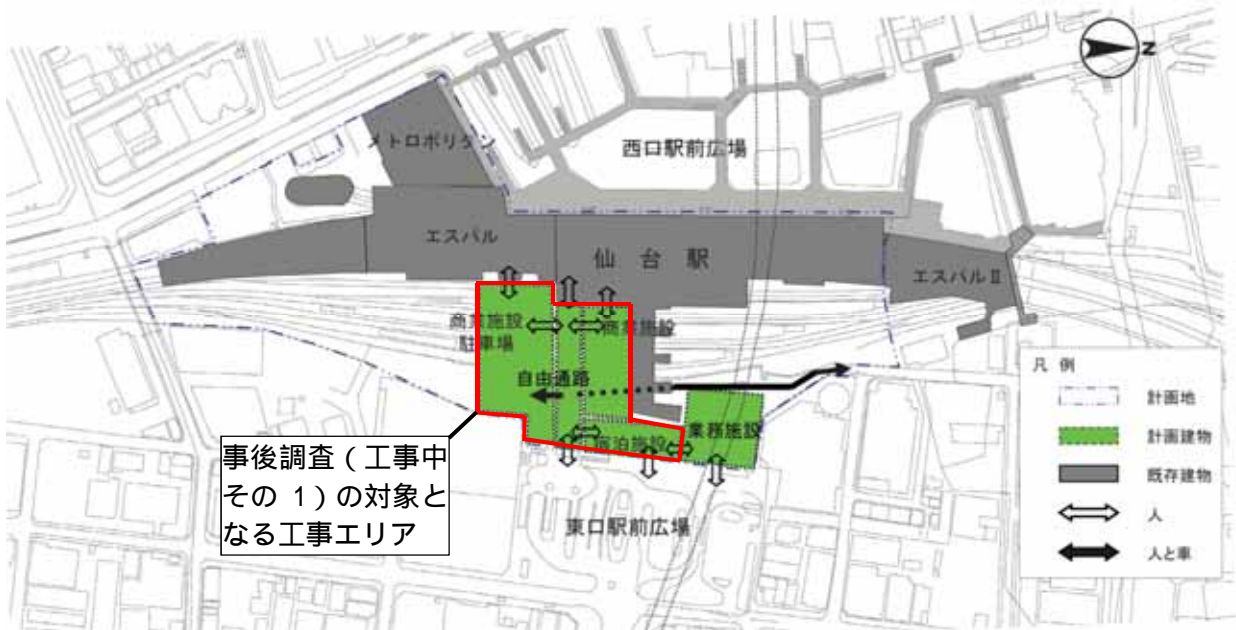 N
メトロポリタン
西口駅前広場
エスパル
仙台駅
エスパルⅡ
商業施設
駐車場
商業施設
自由通路
宿泊施設
業務施設
東口駅前広場
事後調査（工事中
その 1）の対象と
なる工事エリア
凡 例
計画地
計画建物
既存建物
人
人と車